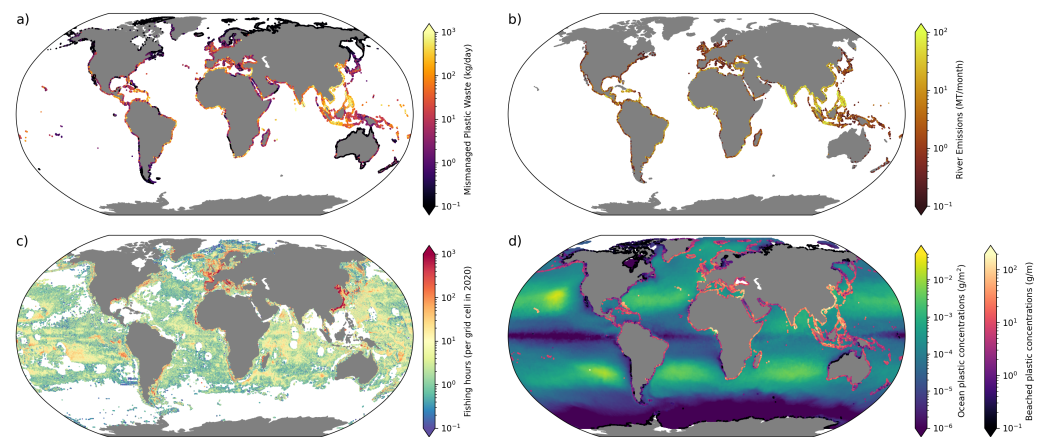 a)
10³
10²
10¹
10⁰
10⁻¹
Mismanaged Plastic Waste (kg/day)
b)
10²
10¹
10⁰
10⁻¹
River Emissions (MT/month)
c)
10³
10²
10¹
10⁰
10⁻¹
Fishing hours (per grid cell in 2020)
d)
10⁻²
10⁻³
10⁻⁴
10⁻⁵
10⁻⁶
Ocean plastic concentrations (g/m²)
10²
10¹
10⁰
10⁻¹
Beached plastic concentrations (g/m)